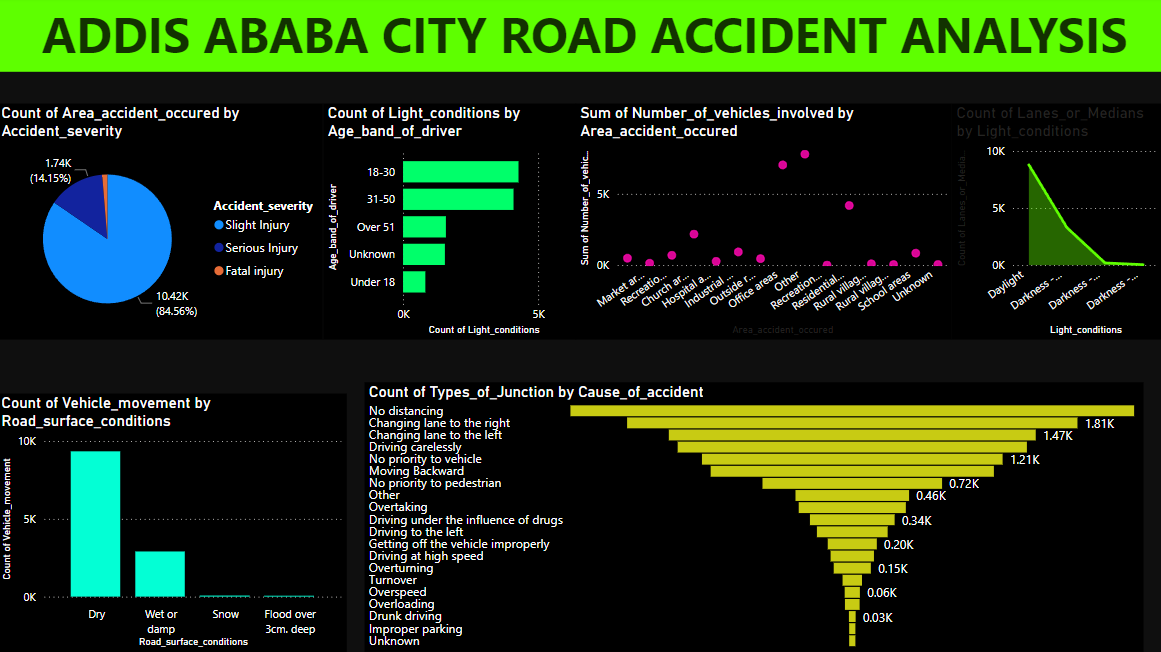 ADDIS ABABA CITY ROAD ACCIDENT ANALYSIS
Count of Area_accident_occured by
Accident_severity
1.74K
(14.15%)
10.42K
(84.56%)
Accident_severity
Slight Injury
Serious Injury
Fatal injury
Count of Light_conditions by
Age_band_of_driver
Age_band_of_driver
18-30
31-50
Over 51
Unknown
Under 18
0K
5K
Count of Light_conditions
Sum of Number_of_vehicles_involved by
Area_accident_occured
Sum of Number_of_vehic...
5K
0K
Market ar...
Recreatio...
Church ar...
Hospital a...
Industrial ...
Outside r...
Office areas
Other
Recreation...
Residential...
Rural villag...
Rural villag...
School areas
Unknown
Area_accident_occured
Count of Lanes_or_Medians
by Light_conditions
Count of Lanes_or_Media...
10K
5K
0K
Daylight
Darkness -...
Darkness -...
Darkness -...
Light_conditions
Count of Vehicle_movement by
Road_surface_conditions
Count of Vehicle_movement
10K
5K
0K
Dry
Wet or
damp
Snow
Flood over
3cm. deep
Road_surface_conditions
Count of Types_of_Junction by Cause_of_accident
No distancing
Changing lane to the right
1.81K
Changing lane to the left
1.47K
Driving carelessly
No priority to vehicle
1.21K
Moving Backward
No priority to pedestrian
0.72K
Other
0.46K
Overtaking
Driving under the influence of drugs
0.34K
Driving to the left
Getting off the vehicle improperly
0.20K
Driving at high speed
Overturning
0.15K
Turnover
Overspeed
0.06K
Overloading
Drunk driving
0.03K
Improper parking
Unknown